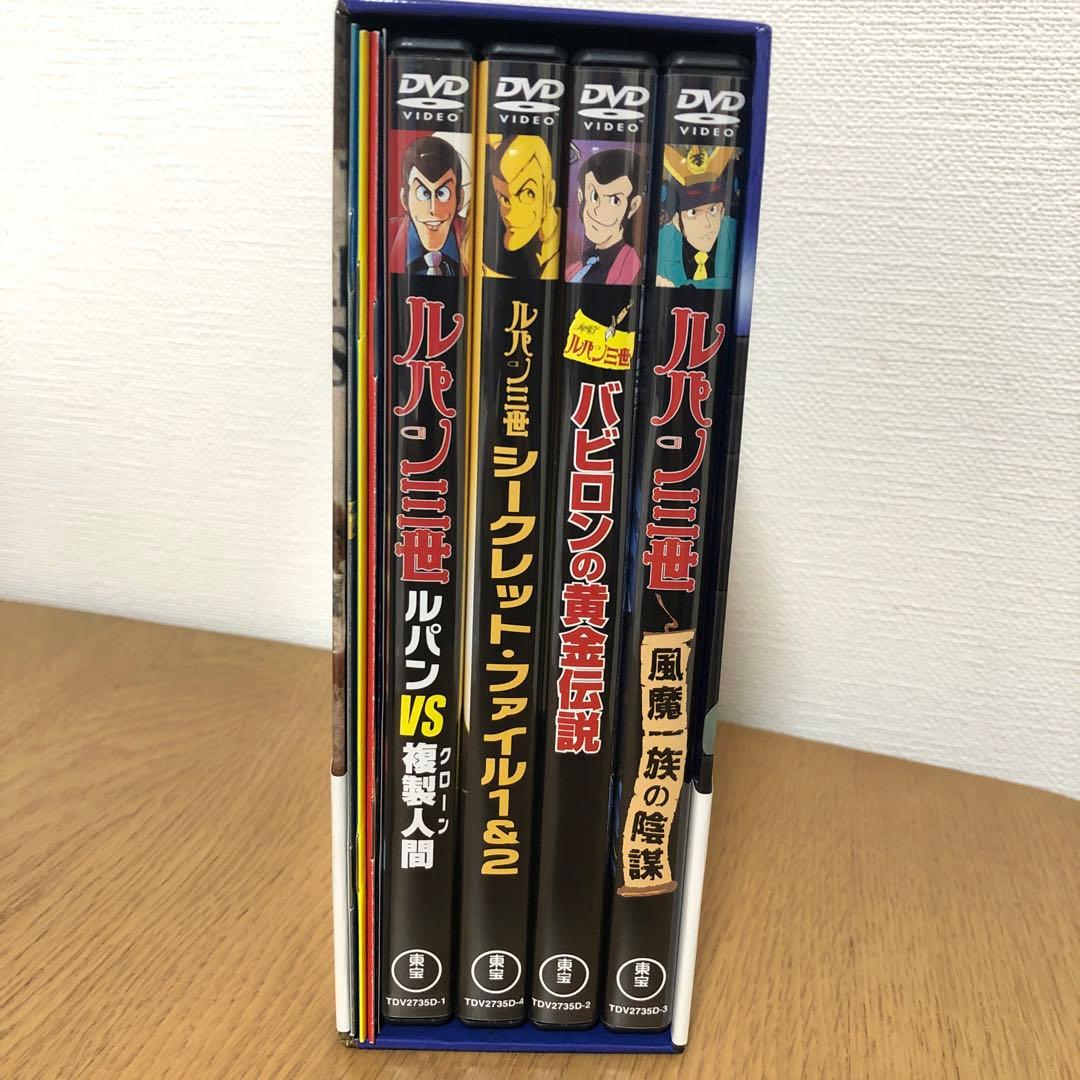 DVD
VIDEO
ルパン三世
ルパンVS複製人間
クローン
東宝
TDV2735D-1
DVD
VIDEO
ルパン三世
シークレット・ファイル1&2
東宝
TDV2735D-4
DVD
VIDEO
ルパン三世
バビロンの黄金伝説
東宝
TDV2735D-2
DVD
VIDEO
ルパン三世
風魔一族の陰謀
東宝
TDV2735D-3